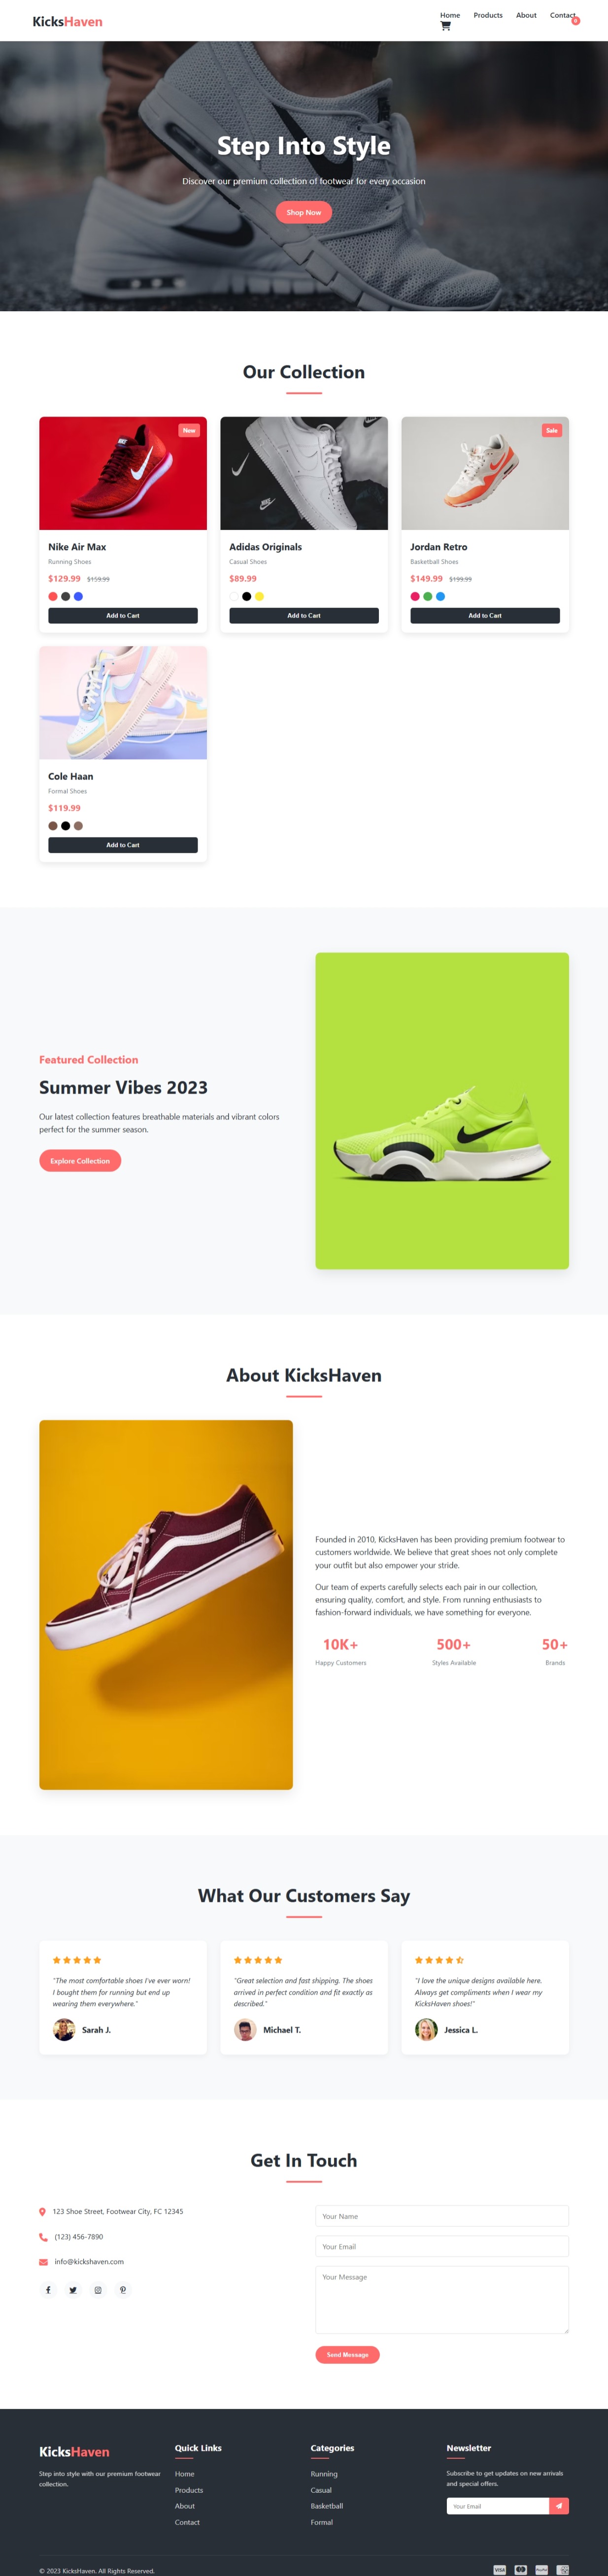 KicksHaven
Home Products About Contact
0
Step Into Style
Discover our premium collection of footwear for every occasion
Shop Now
Our Collection
New
Nike Air Max
Running Shoes
$129.99 $159.99
Add to Cart
Adidas Originals
Casual Shoes
$89.99
Add to Cart
Sale
Jordan Retro
Basketball Shoes
$149.99 $199.99
Add to Cart
Cole Haan
Formal Shoes
$119.99
Add to Cart
Featured Collection
Summer Vibes 2023
Our latest collection features breathable materials and vibrant colors
perfect for the summer season.
Explore Collection
About KicksHaven
Founded in 2010, KicksHaven has been providing premium footwear to
customers worldwide. We believe that great shoes not only complete
your outfit but also empower your stride.
Our team of experts carefully selects each pair in our collection,
ensuring quality, comfort, and style. From running enthusiasts to
fashion-forward individuals, we have something for everyone.
10K+
Happy Customers
500+
Styles Available
50+
Brands
What Our Customers Say
"The most comfortable shoes I've ever worn!
I bought them for running but end up
wearing them everywhere."
Sarah J.
"Great selection and fast shipping. The shoes
arrived in perfect condition and fit exactly as
described."
Michael T.
"I love the unique designs available here.
Always get compliments when I wear my
KicksHaven shoes!"
Jessica L.
Get In Touch
123 Shoe Street, Footwear City, FC 12345
(123) 456-7890
info@kickshaven.com
Your Name
Your Email
Your Message
Send Message
KicksHaven
Step into style with our premium footwear
collection.
Quick Links
Home
Products
About
Contact
Categories
Running
Casual
Basketball
Formal
Newsletter
Subscribe to get updates on new arrivals
and special offers.
Your Email
© 2023 KicksHaven. All Rights Reserved.
VISA
PayPal